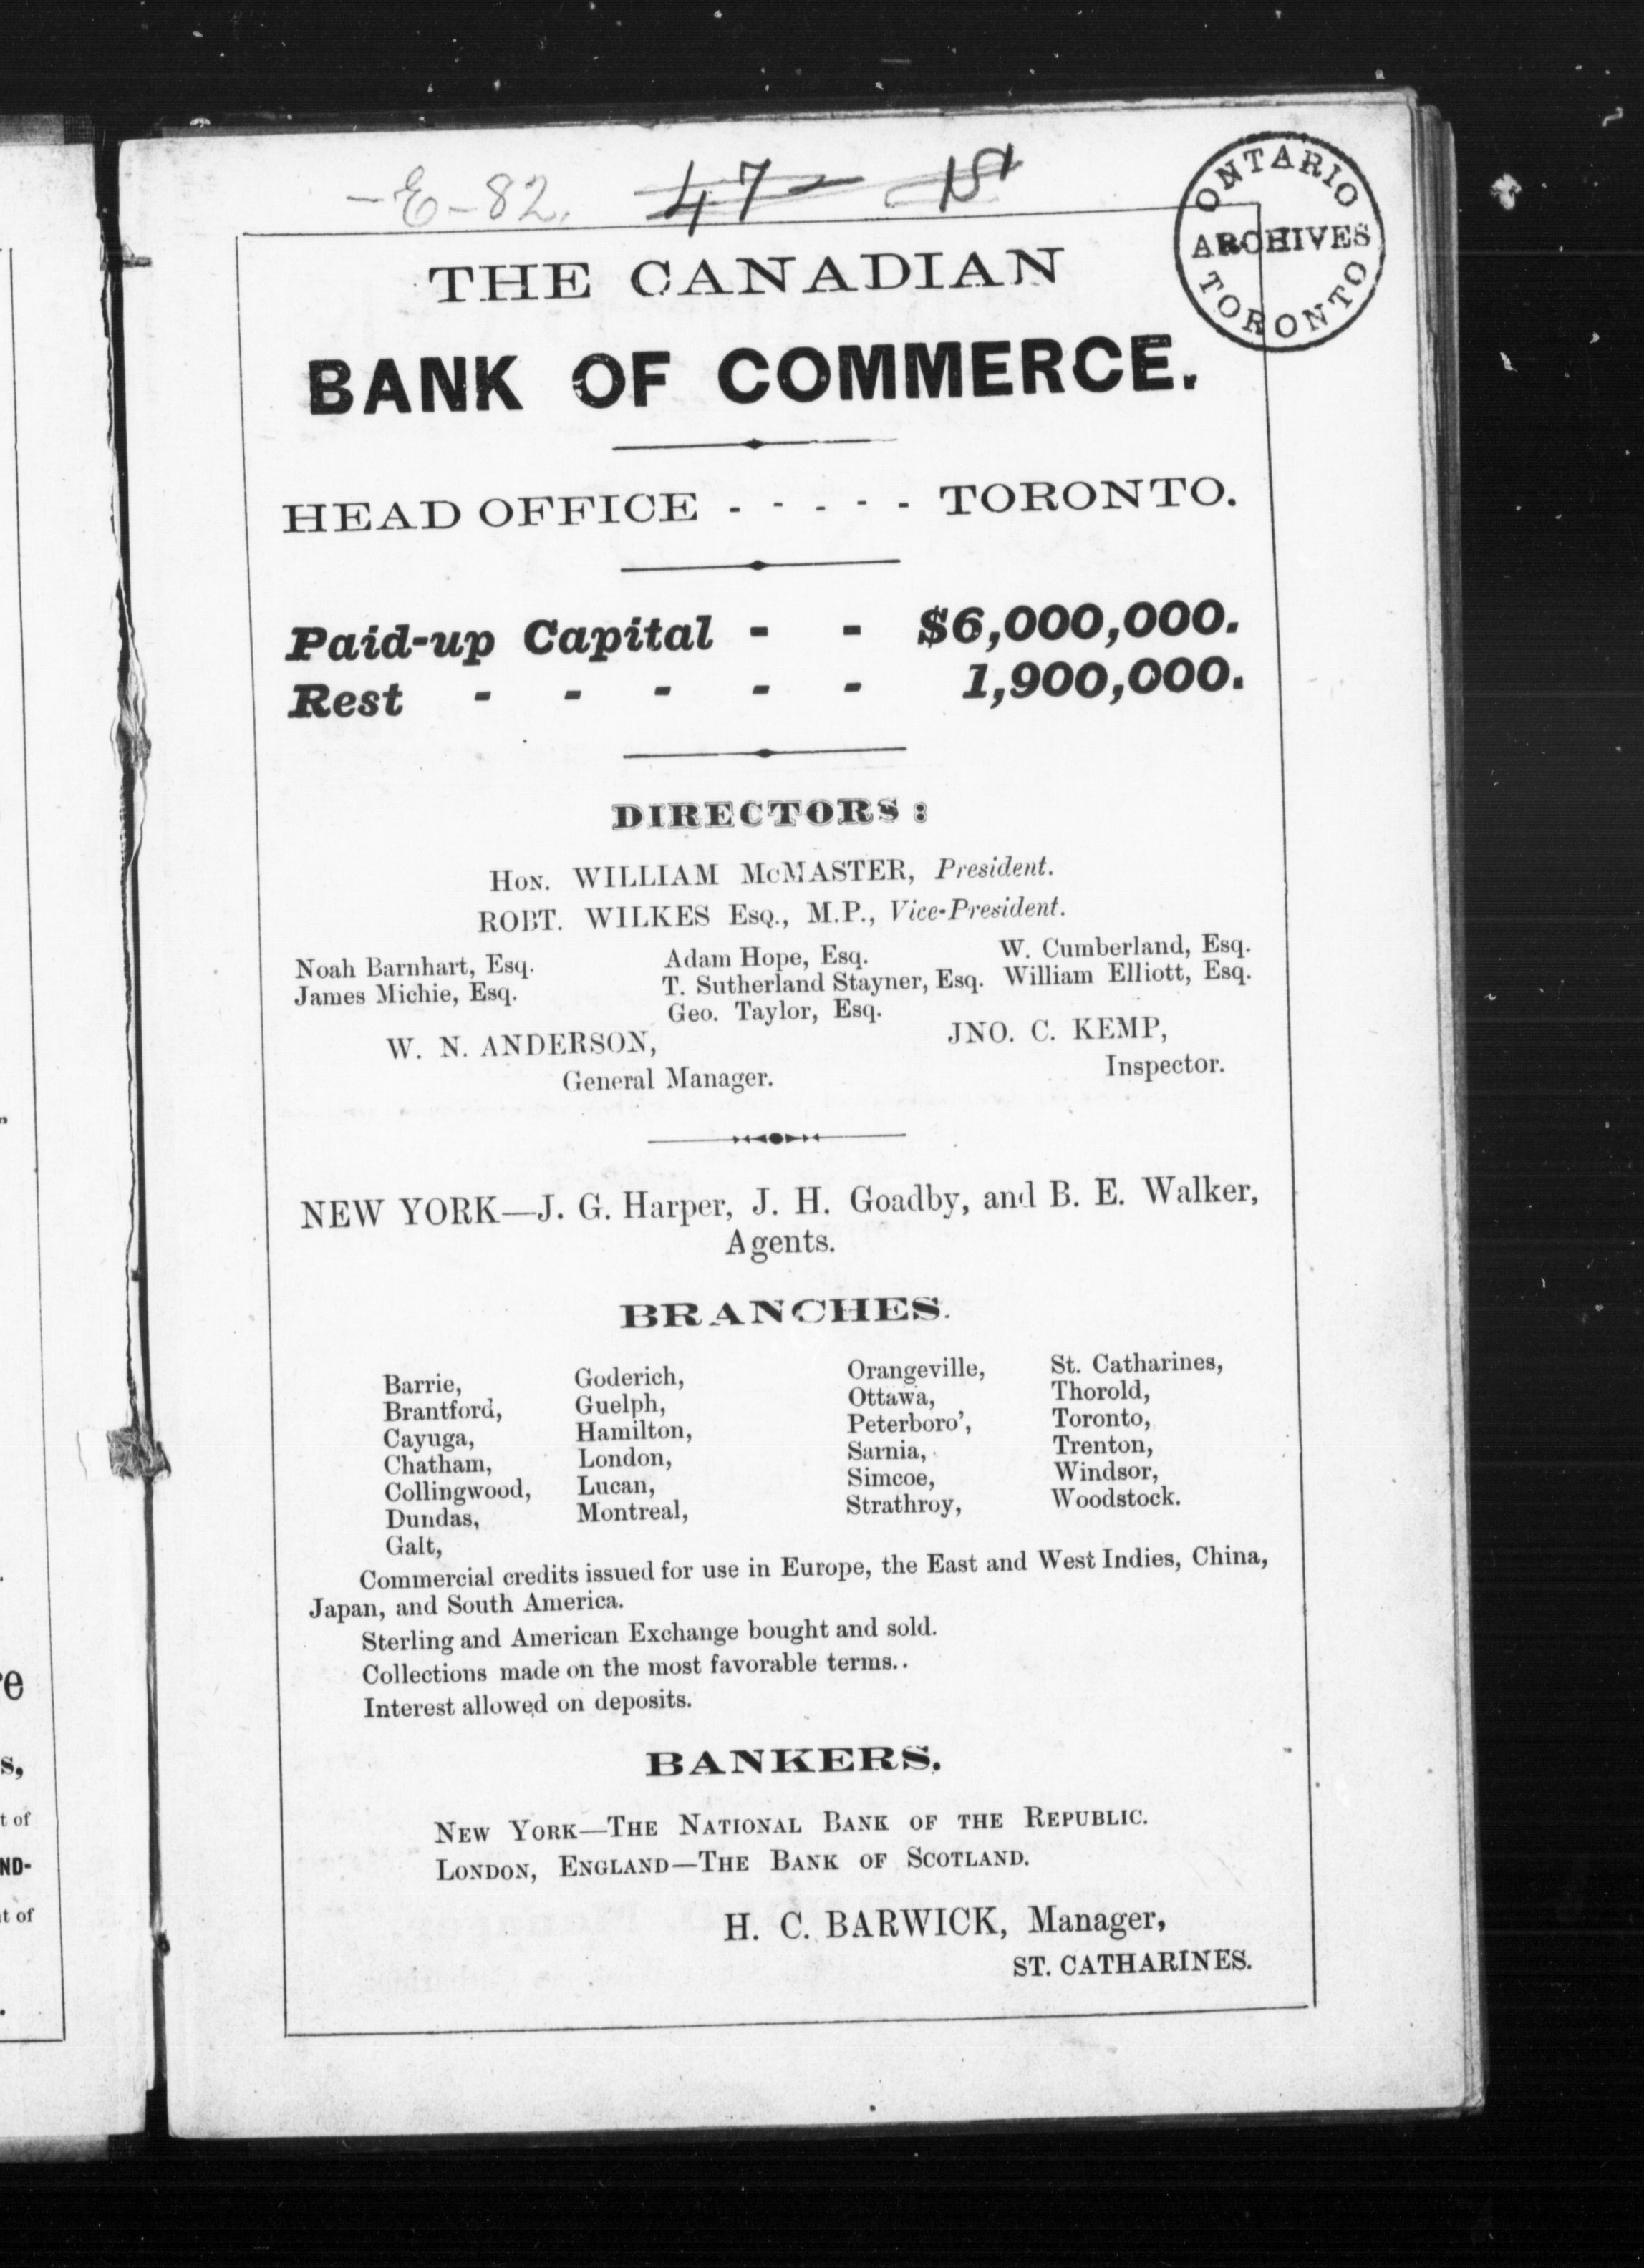 -E-82. 47-
ONTARIO
ARCHIVES
TORONTO
THE CANADIAN
BANK OF COMMERCE.
HEAD OFFICE - - - - - TORONTO.
Paid-up Capital - - $6,000,000.
Rest - - - - - 1,900,000.
DIRECTORS:
HON. WILLIAM McMASTER, President.
ROBT. WILKES ESQ., M.P., Vice-President.
Noah Barnhart, Esq. Adam Hope, Esq. W. Cumberland, Esq.
James Michie, Esq. T. Sutherland Stayner, Esq. William Elliott, Esq.
Geo. Taylor, Esq.
W. N. ANDERSON, JNO. C. KEMP,
General Manager. Inspector.
NEW YORK—J. G. Harper, J. H. Goadby, and B. E. Walker,
Agents.
BRANCHES.
Barrie, Goderich, Orangeville, St. Catharines,
Brantford, Guelph, Ottawa, Thorold,
Cayuga, Hamilton, Peterboro', Toronto,
Chatham, London, Sarnia, Trenton,
Collingwood, Lucan, Simcoe, Windsor,
Dundas, Montreal, Strathroy, Woodstock.
Galt,
Commercial credits issued for use in Europe, the East and West Indies, China,
Japan, and South America.
Sterling and American Exchange bought and sold.
Collections made on the most favorable terms..
Interest allowed on deposits.
BANKERS.
NEW YORK—THE NATIONAL BANK OF THE REPUBLIC.
LONDON, ENGLAND—THE BANK OF SCOTLAND.
H. C. BARWICK, Manager,
ST. CATHARINES.